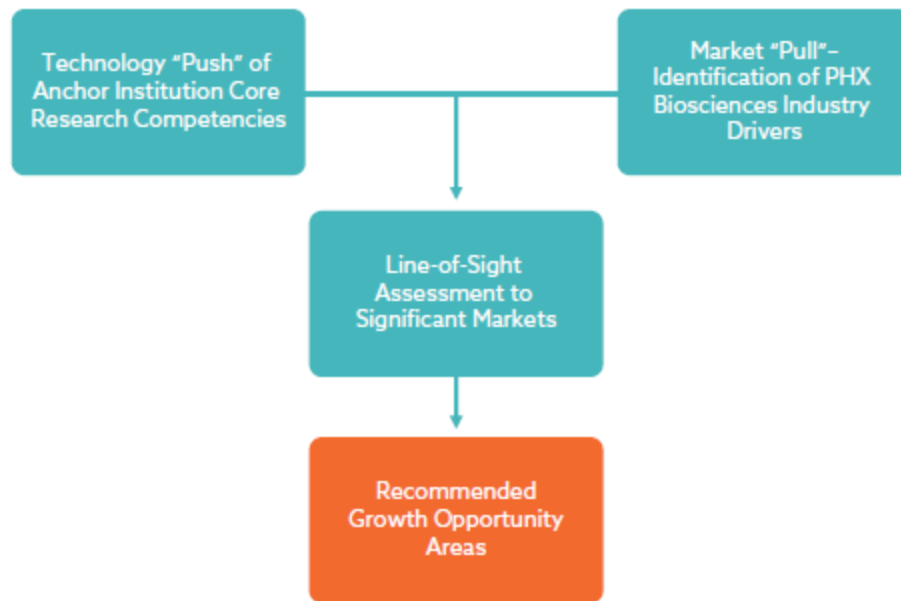 Technology “Push” of
Anchor Institution Core
Research Competencies
Market “Pull”–
Identification of PHX
Biosciences Industry
Drivers
Line-of-Sight
Assessment to
Significant Markets
Recommended
Growth Opportunity
Areas